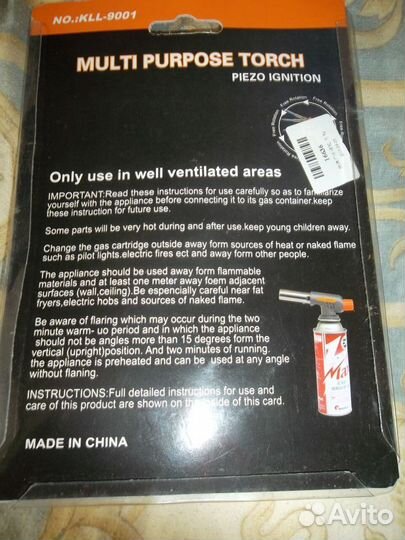 NO.:KLL-9001
MULTI PURPOSE TORCH
PIEZO IGNITION
Free Rotation
Free Rotation
Free Rotation
14036
Only use in well ventilated areas
IMPORTANT:Read these instructions for use carefully so as to familiarize
yourself with the appliance before connecting it to its gas container.keep
these instruction for future use.
Some parts will be very hot during and after use.keep young children away.
Change the gas cartridge outside away form sources of heat or naked flame
such as pilot lights.electric fires ect and away form other people.
The appliance should be used away form flammable
materials and at least one meter away foem adjacent
surfaces (wall,ceiling).Be espencially careful near fat
fryers,electric hobs and sources of naked flame.
Be aware of flaring which may occur during the two
minute warm- uo period and in which the appliance
should not be angles more than 15 degrees form the
vertical (upright)position. And two minutes of running.
the appliance is preheated and can be used at any angle
without flaning.
INSTRUCTIONS:Full detailed instructions for use and
care of this product are shown on the inside of this card.
MADE IN CHINA
Avito